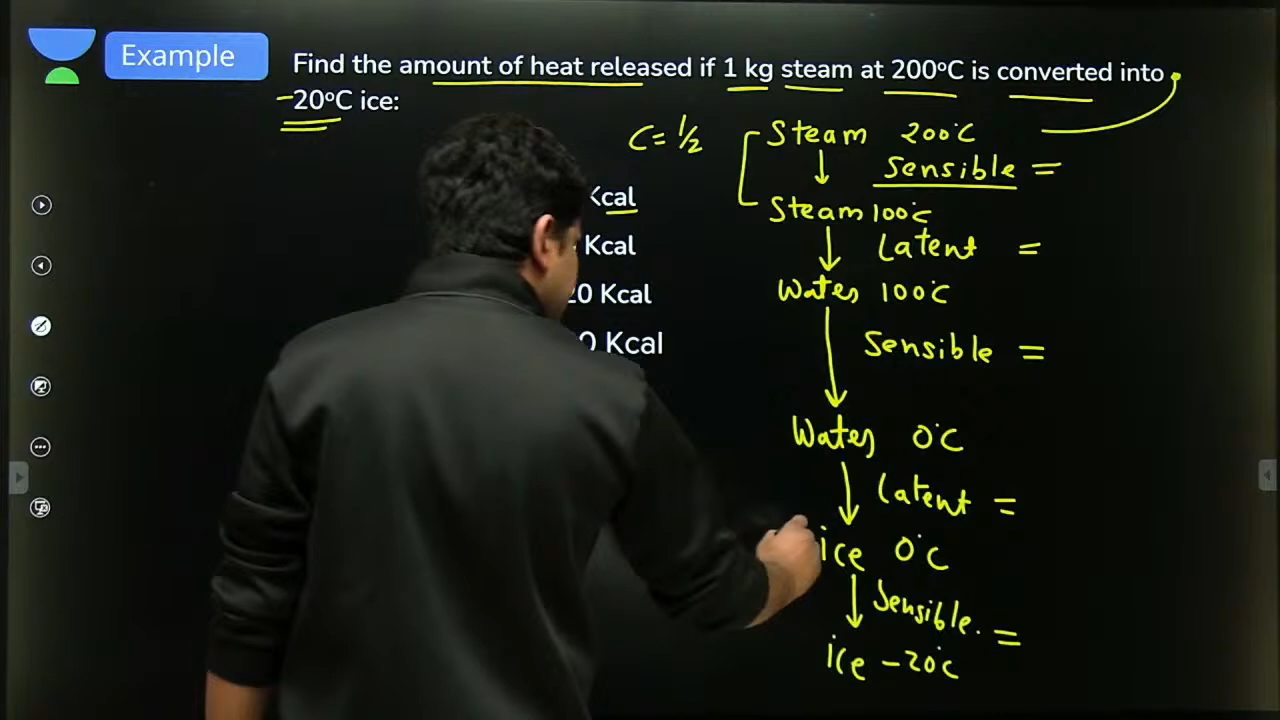 Example
Find the amount of heat released if 1 kg steam at 200°C is converted into
-20°C ice:
C = 1/2
Steam 200°C
Sensible =
Kcal
Steam 100°C
Kcal
Latent =
Water 100°C
20 Kcal
0 Kcal
Sensible =
Water 0°C
Latent =
ice 0°C
Sensible. =
ice -20°C